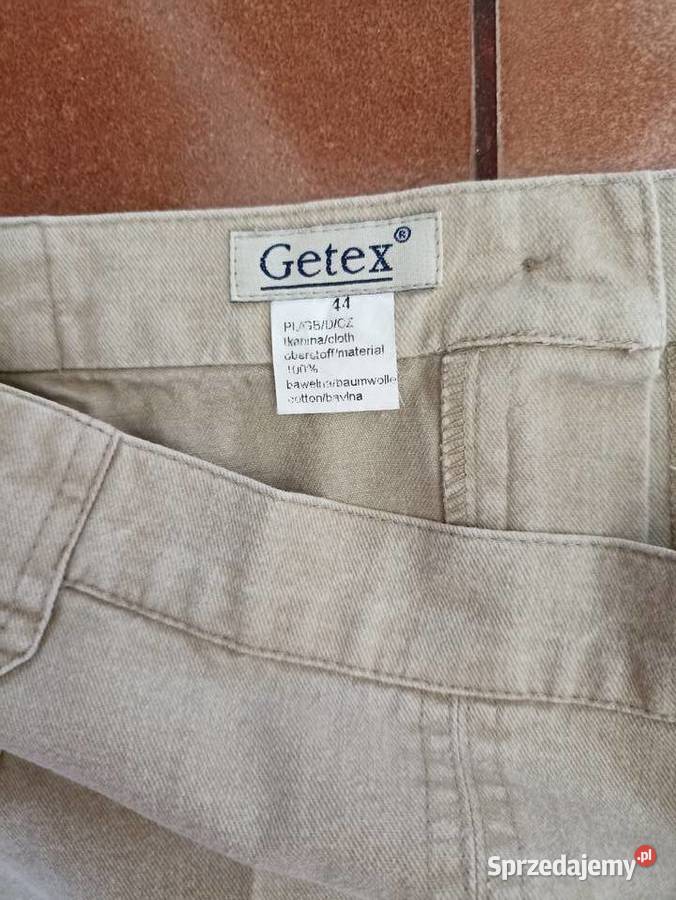 Getex®
44
PL/GB/D/CZ
tkanina/cloth
oberstoff/material
100%
bawełna/baumwolle
cotton/bavlna
Sprzedajemy.pl